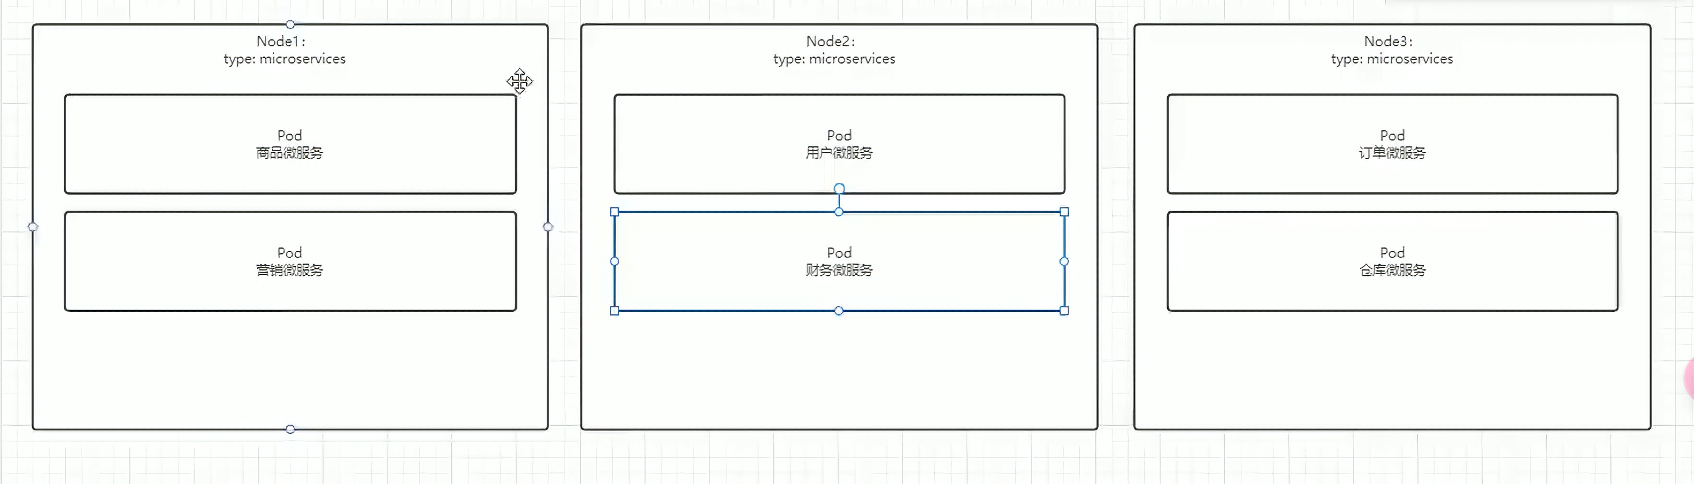 Node1:
type: microservices
Pod
商品微服务
Pod
营销微服务
Node2:
type: microservices
Pod
用户微服务
Pod
财务微服务
Node3:
type: microservices
Pod
订单微服务
Pod
仓库微服务